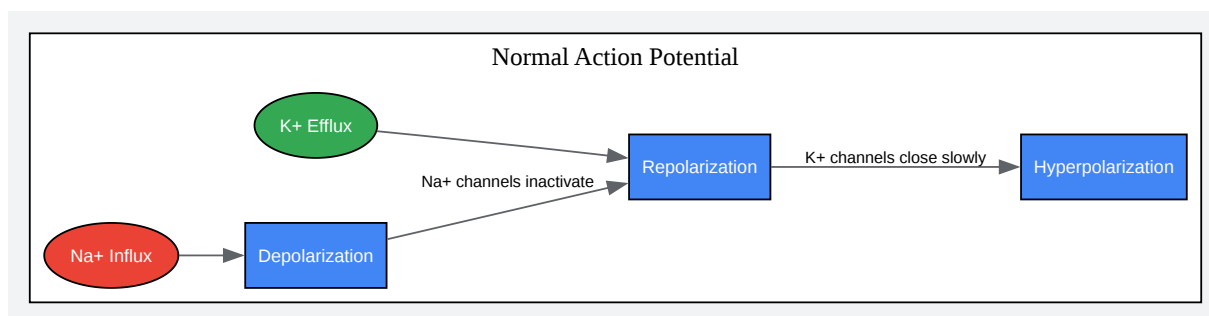 Normal Action Potential
K+ Efflux
Repolarization
K+ channels close slowly
Hyperpolarization
Na+ channels inactivate
Na+ Influx
Depolarization